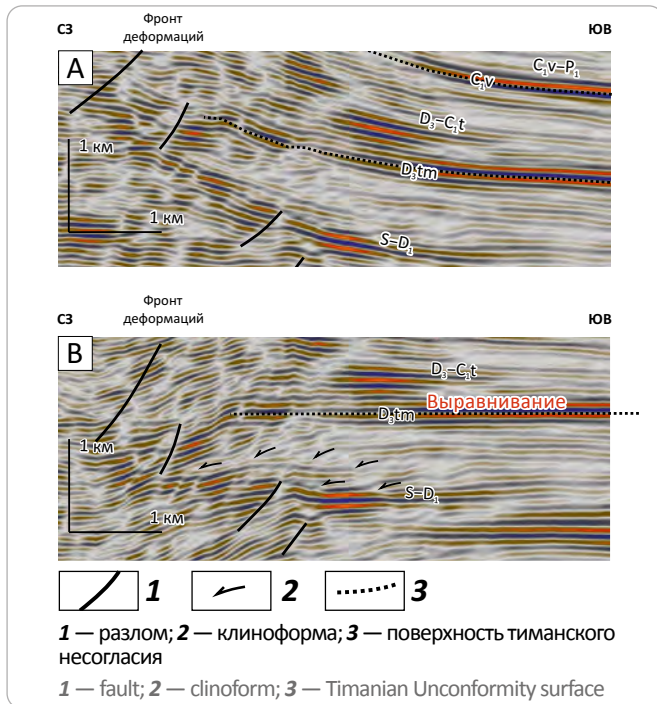 Фронт
деформаций
СЗ
ЮВ
A
C₁v–P₁
C₁v
D₃–C₁t
1 км
D₃tm
1 км
S–D₁
Фронт
деформаций
СЗ
ЮВ
B
D₃–C₁t
Выравнивание
D₃tm
1 км
S–D₁
1 км
1 2 3
1 — разлом; 2 — клиноформа; 3 — поверхность тиманского
несогласия
1 — fault; 2 — clinoform; 3 — Timanian Unconformity surface